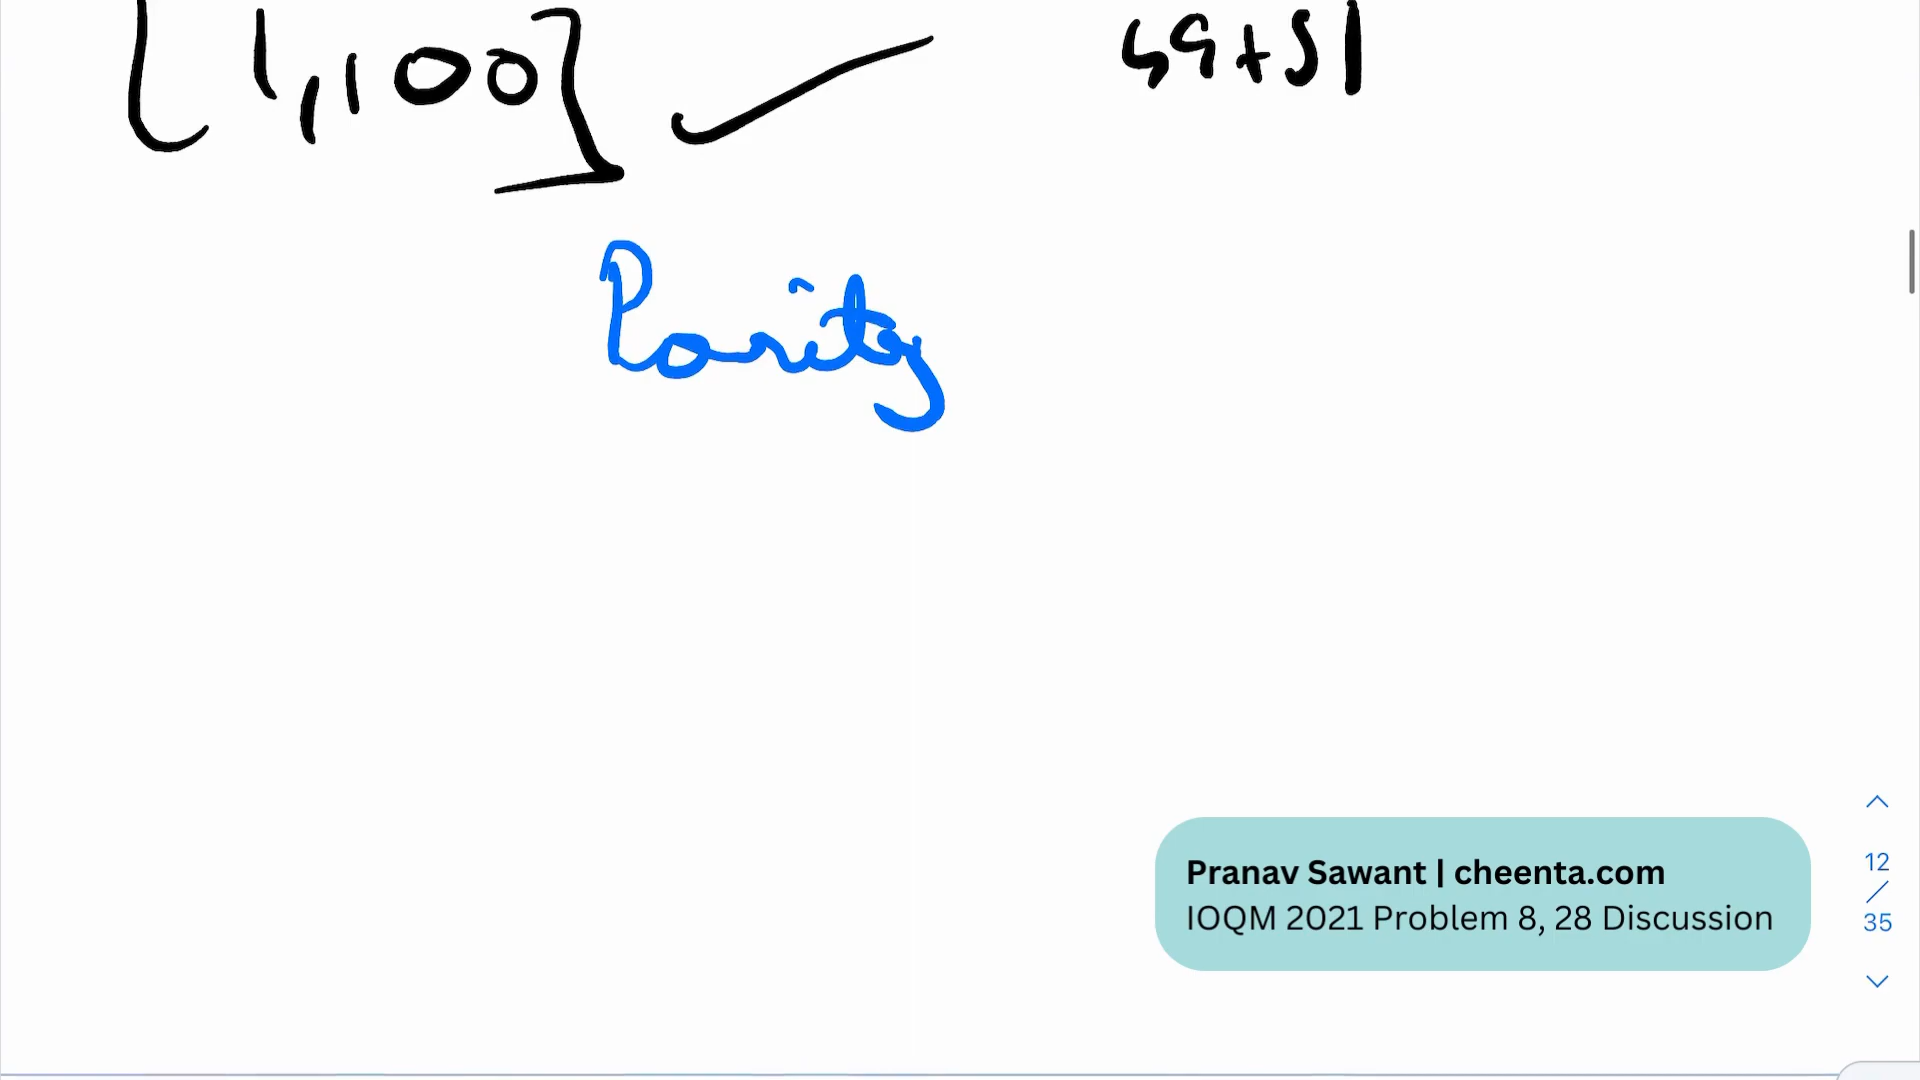 [1,100]
49+51
Parity
Pranav Sawant | cheenta.com
IOQM 2021 Problem 8, 28 Discussion
12
/
35